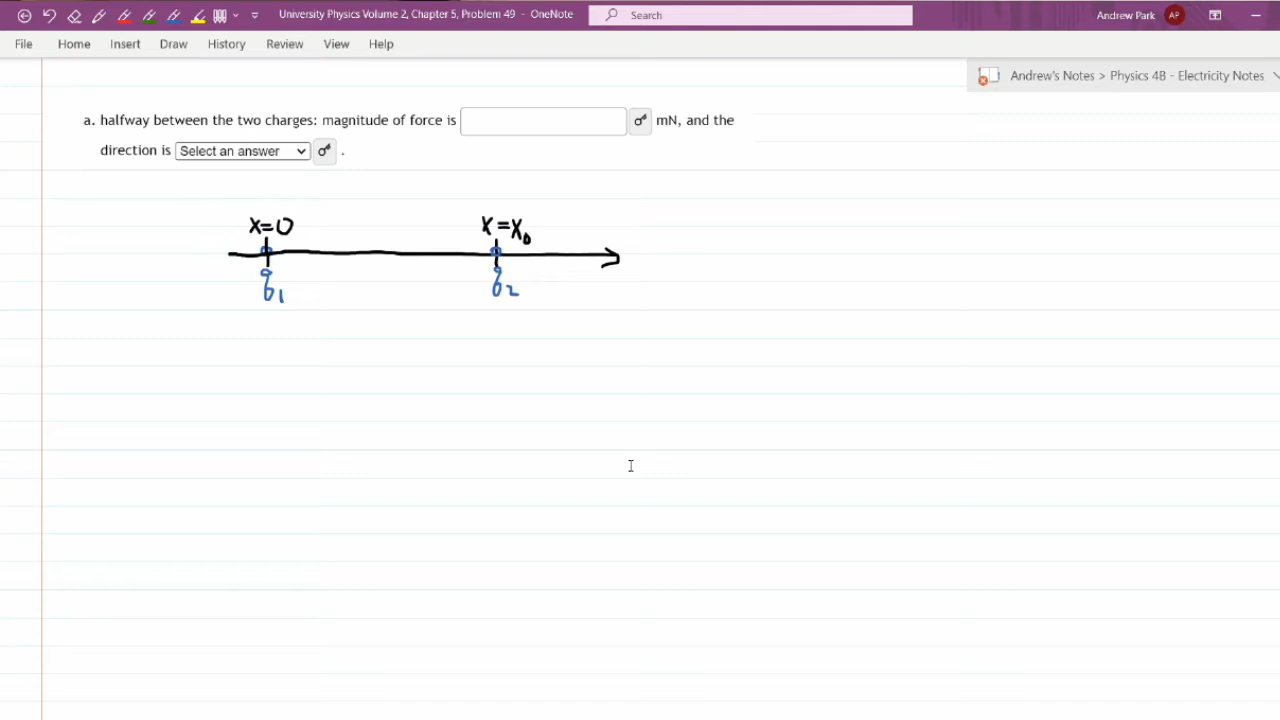 University Physics Volume 2, Chapter 5, Problem 49 - OneNote
Search
Andrew Park
AP
File Home Insert Draw History Review View Help
Andrew's Notes > Physics 4B - Electricity Notes
a. halfway between the two charges: magnitude of force is mN, and the
direction is Select an answer .
x=0 x=x₀
q₁ q₂